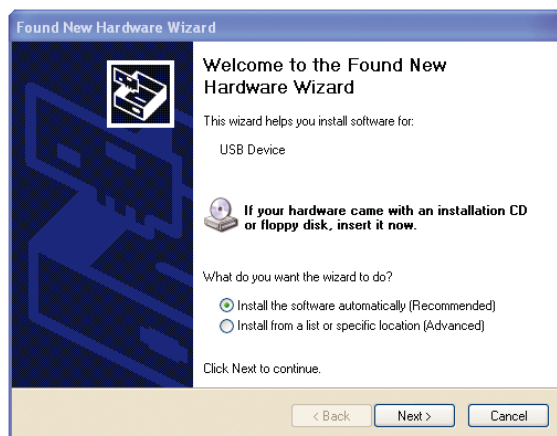 Found New Hardware Wizard
Welcome to the Found New
Hardware Wizard
This wizard helps you install software for:
USB Device
If your hardware came with an installation CD
or floppy disk, insert it now.
What do you want the wizard to do?
Install the software automatically (Recommended)
Install from a list or specific location (Advanced)
Click Next to continue.
< Back Next > Cancel